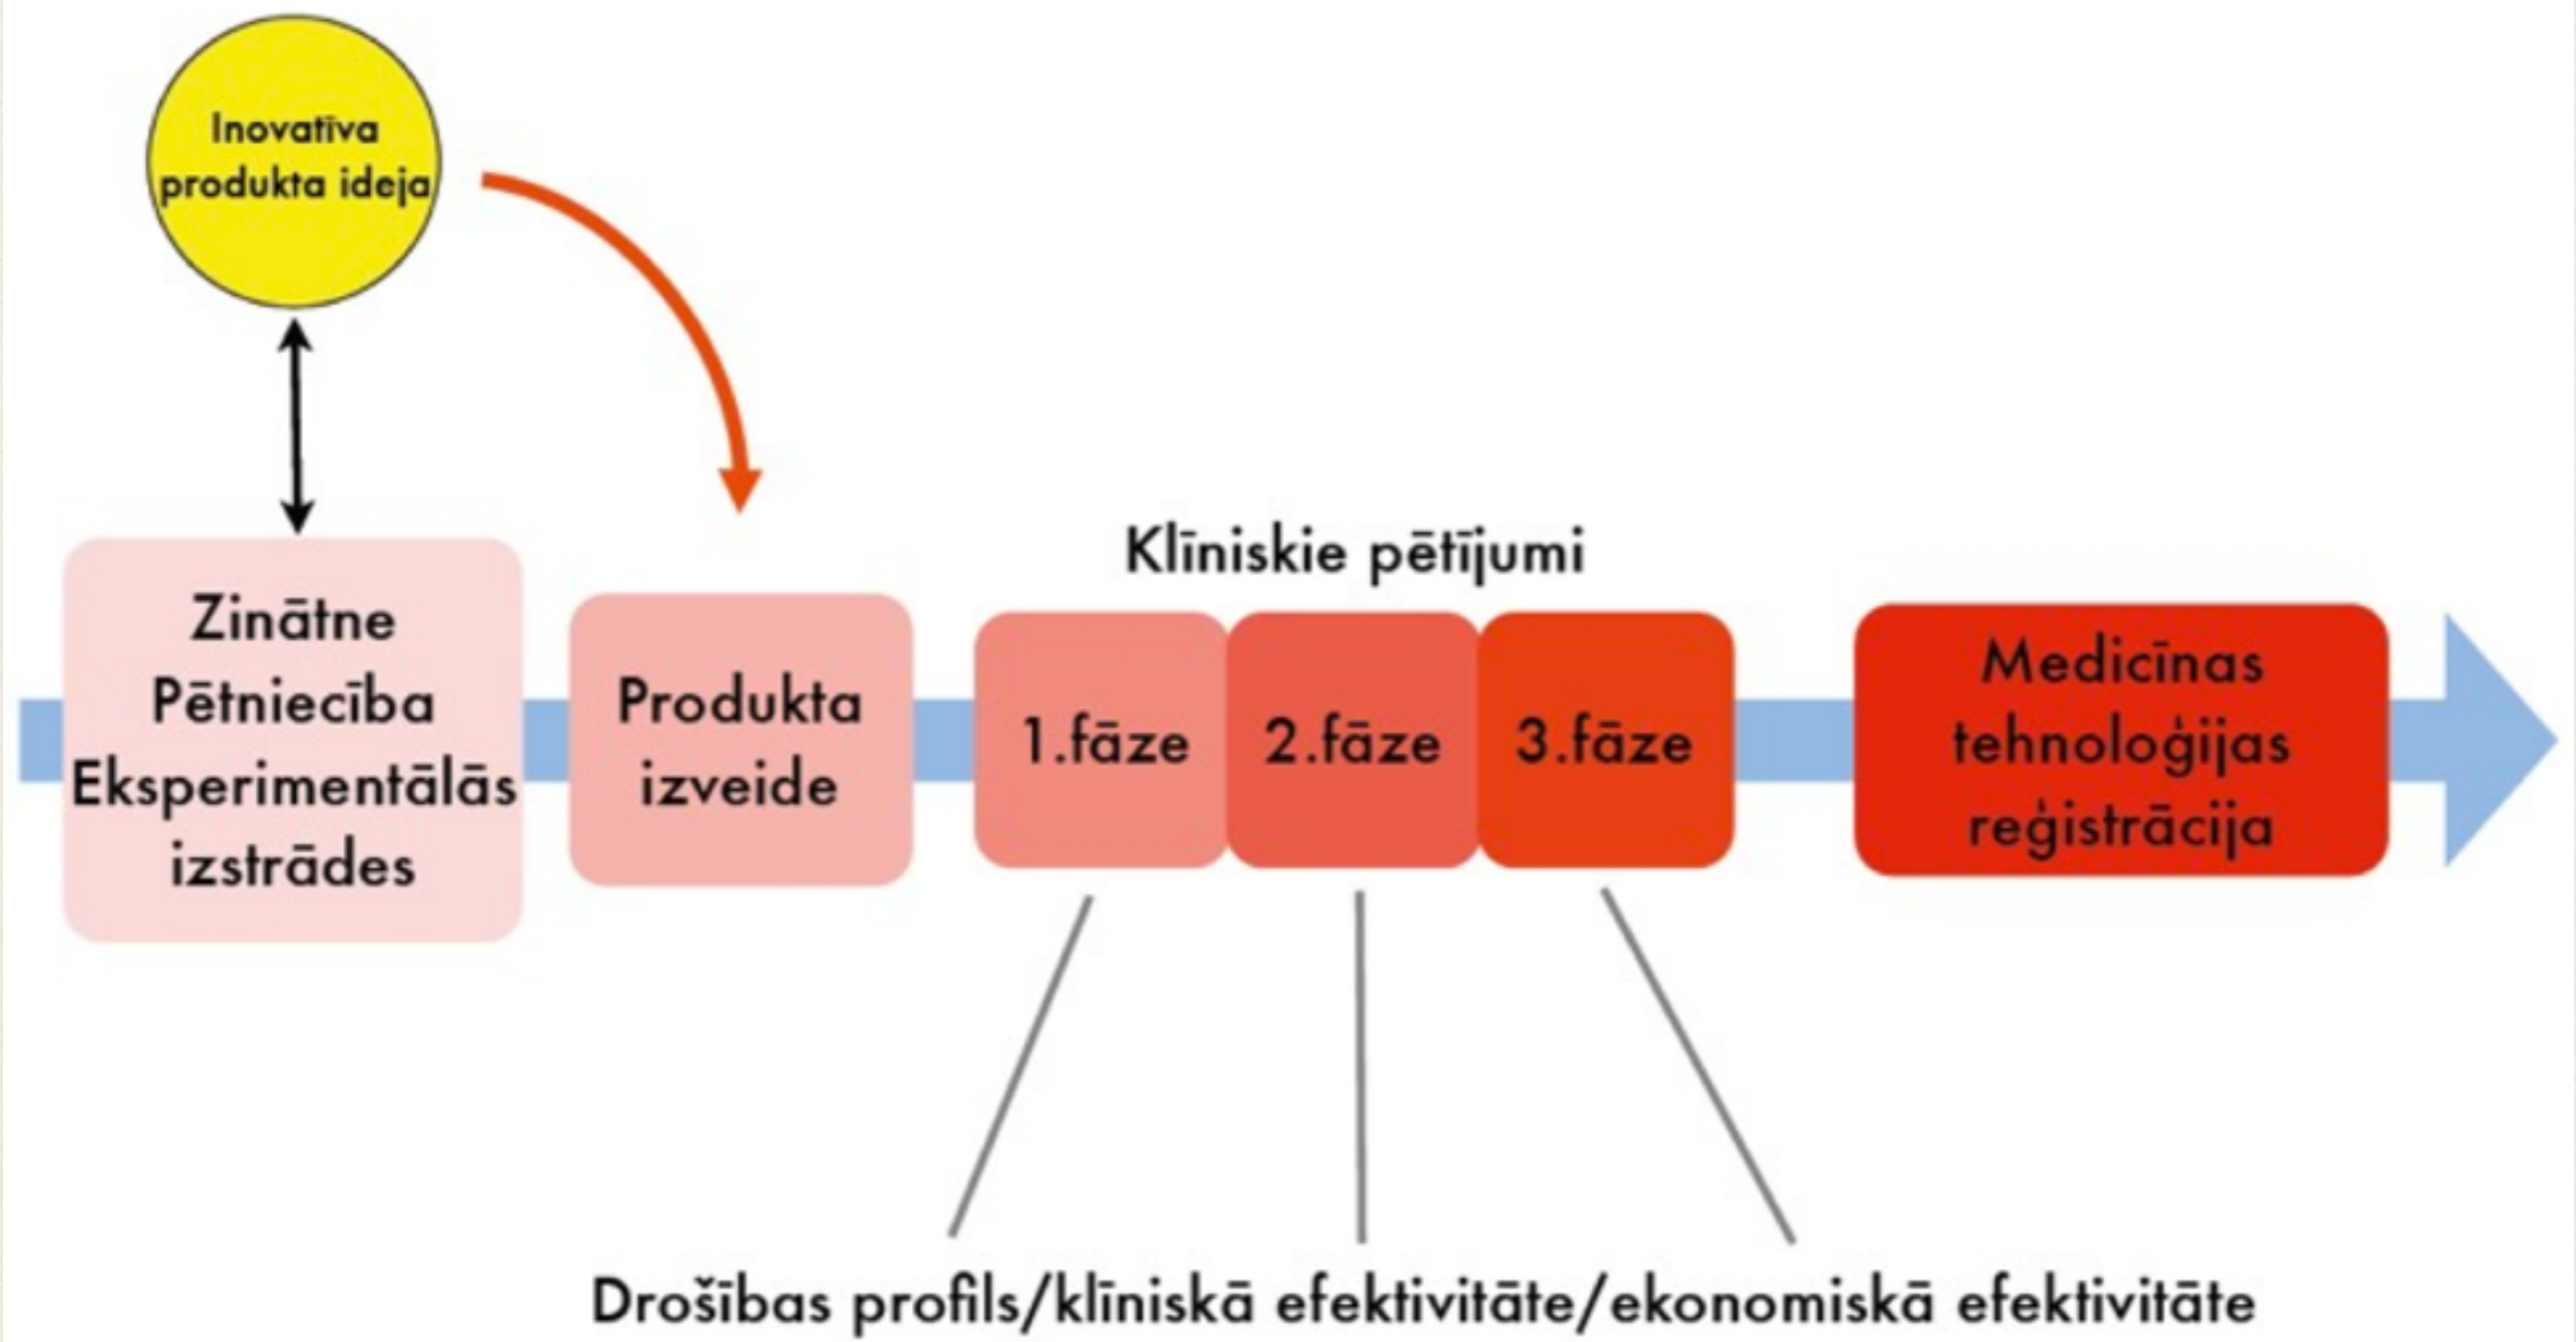 Inovatīva
produkta ideja
Zinātne
Pētniecība
Eksperimentālās
izstrādes
Produkta
izveide
Klīniskie pētījumi
1.fāze
2.fāze
3.fāze
Medicīnas
tehnoloģijas
reģistrācija
Drošības profils/klīniskā efektivitāte/ekonomiskā efektivitāte